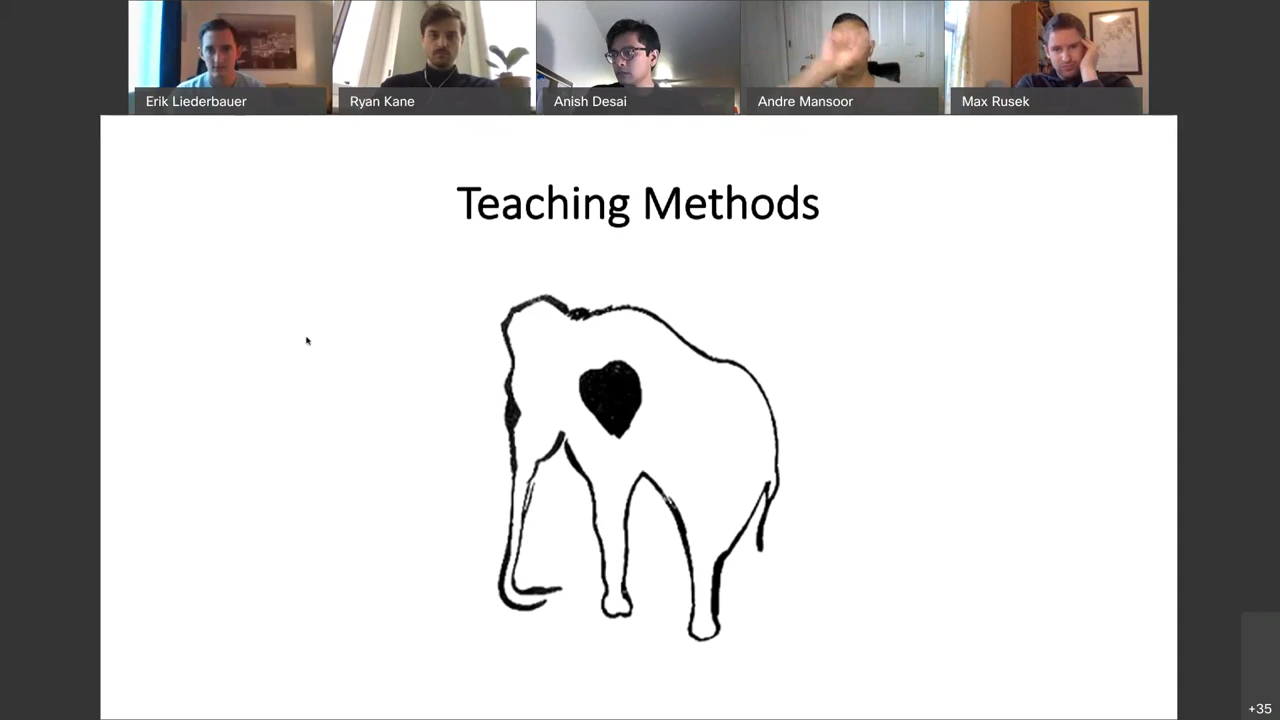 Erik Liederbauer
Ryan Kane
Anish Desai
Andre Mansoor
Max Rusek
Teaching Methods
+35